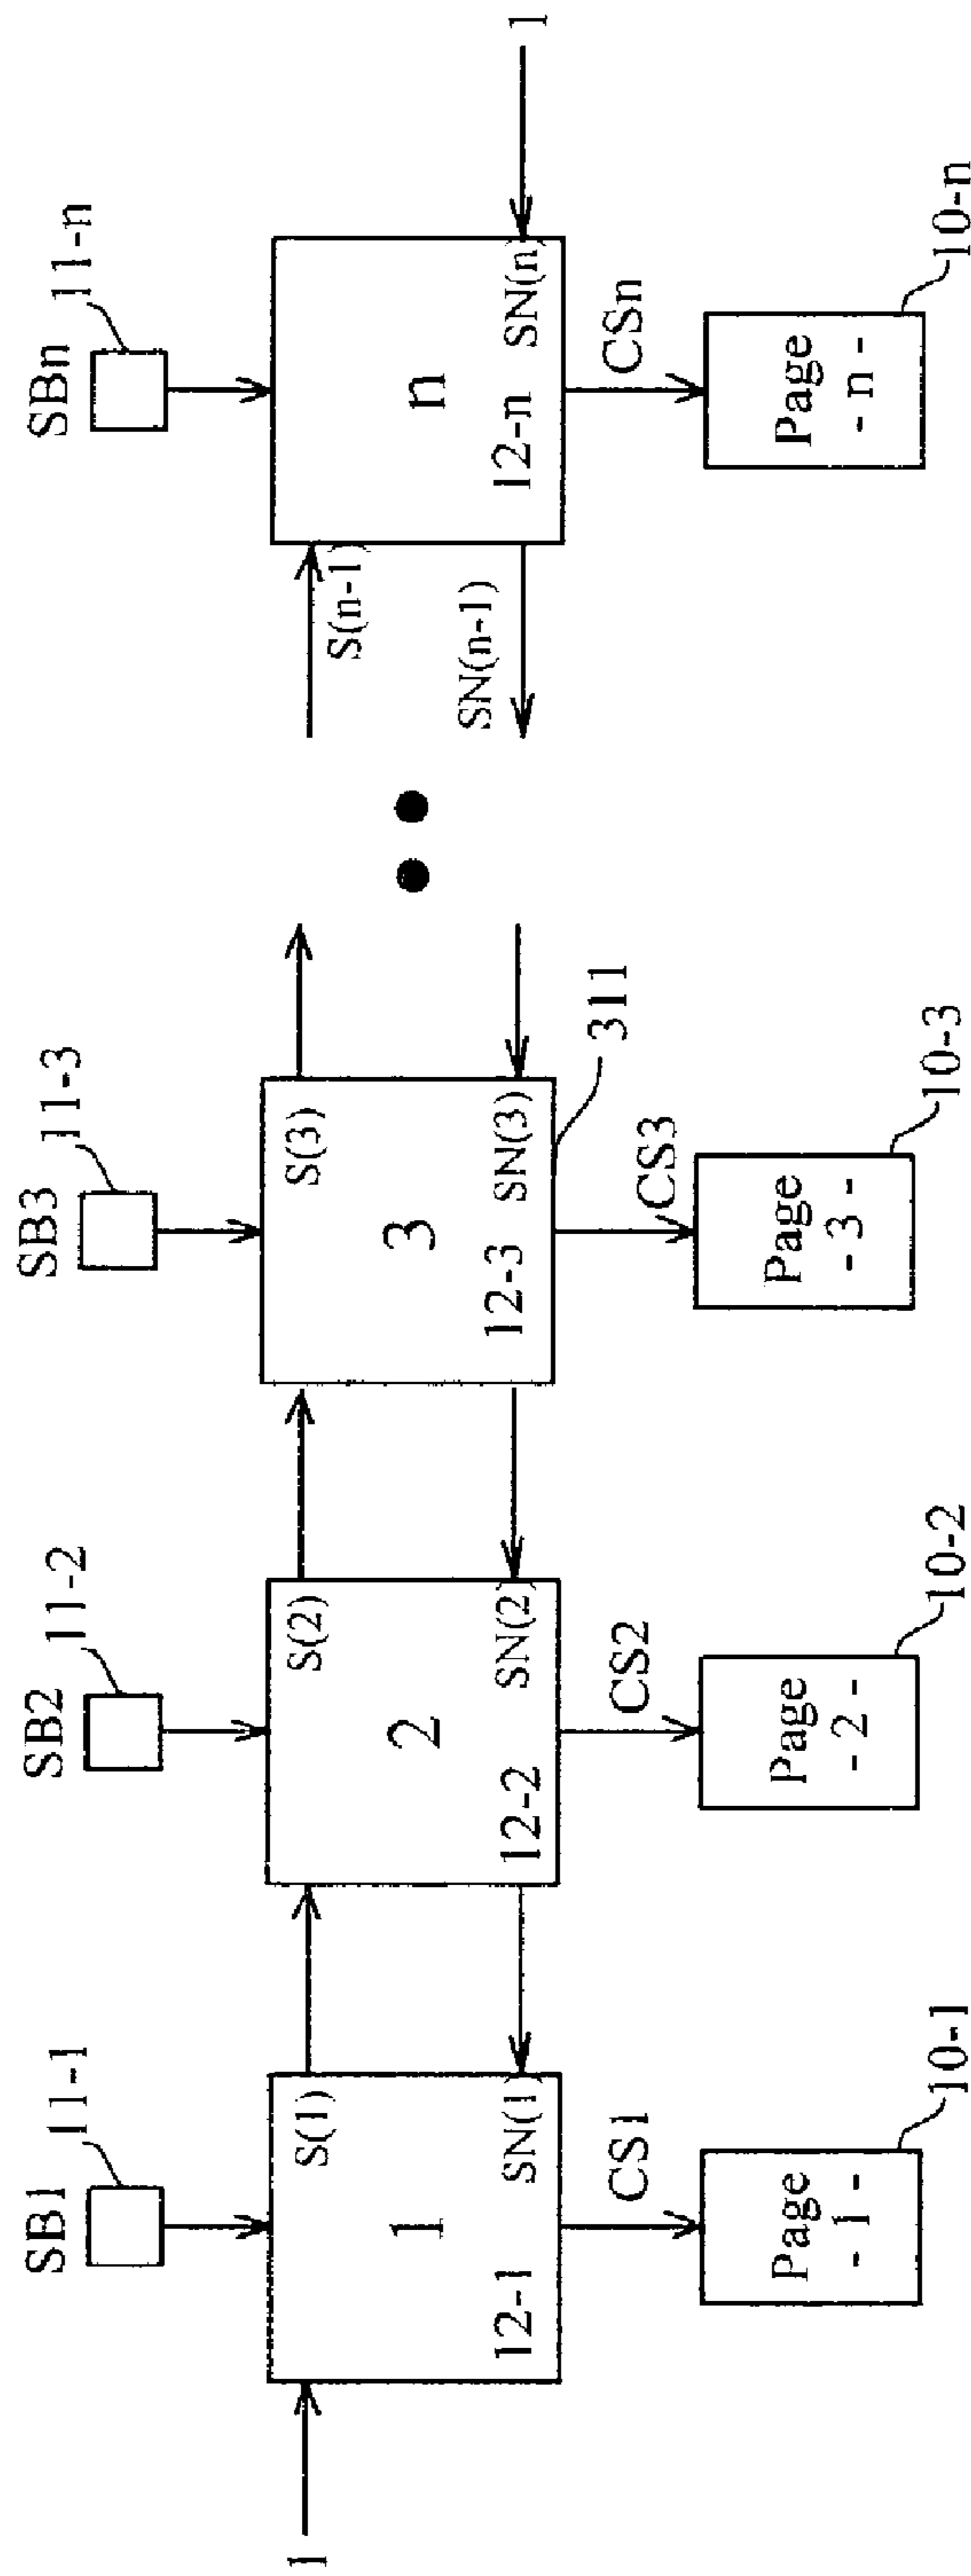 SB1
11-1
SB2
11-2
SB3
11-3
SBn
11-n
1
S(1)
1
12-1
SN(1)
S(2)
2
12-2
SN(2)
S(3)
3
12-3
SN(3)
311
S(n-1)
SN(n-1)
n
12-n
SN(n)
1
CS1
CS2
CS3
CSn
Page
- 1 -
10-1
Page
- 2 -
10-2
Page
- 3 -
10-3
Page
- n -
10-n